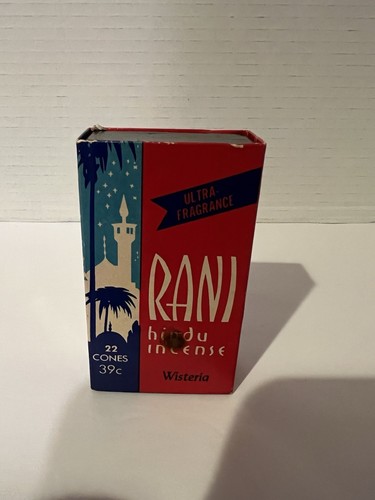 ULTRA-
FRAGRANCE
RANI
hindu
incense
Wisteria
22
CONES
39c